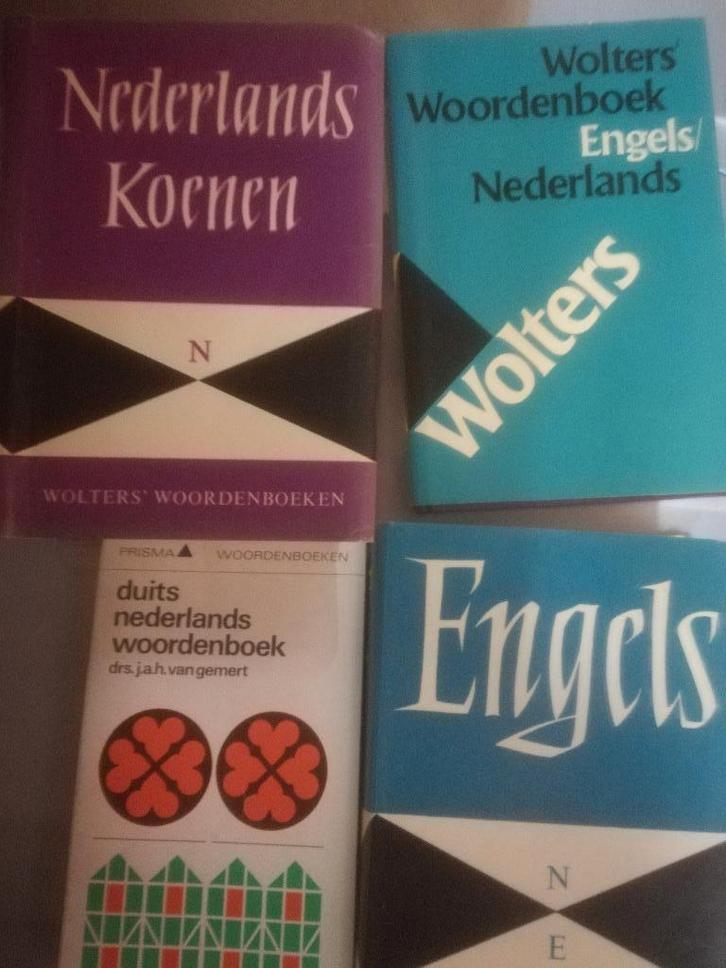 Nederlands
Koenen
N
WOLTERS' WOORDENBOEKEN
Wolters'
Woordenboek
Engels/
Nederlands
Wolters
PRISMA WOORDENBOEKEN
duits
nederlands
woordenboek
drs. j.a.h. van gemert
Engels
N
E